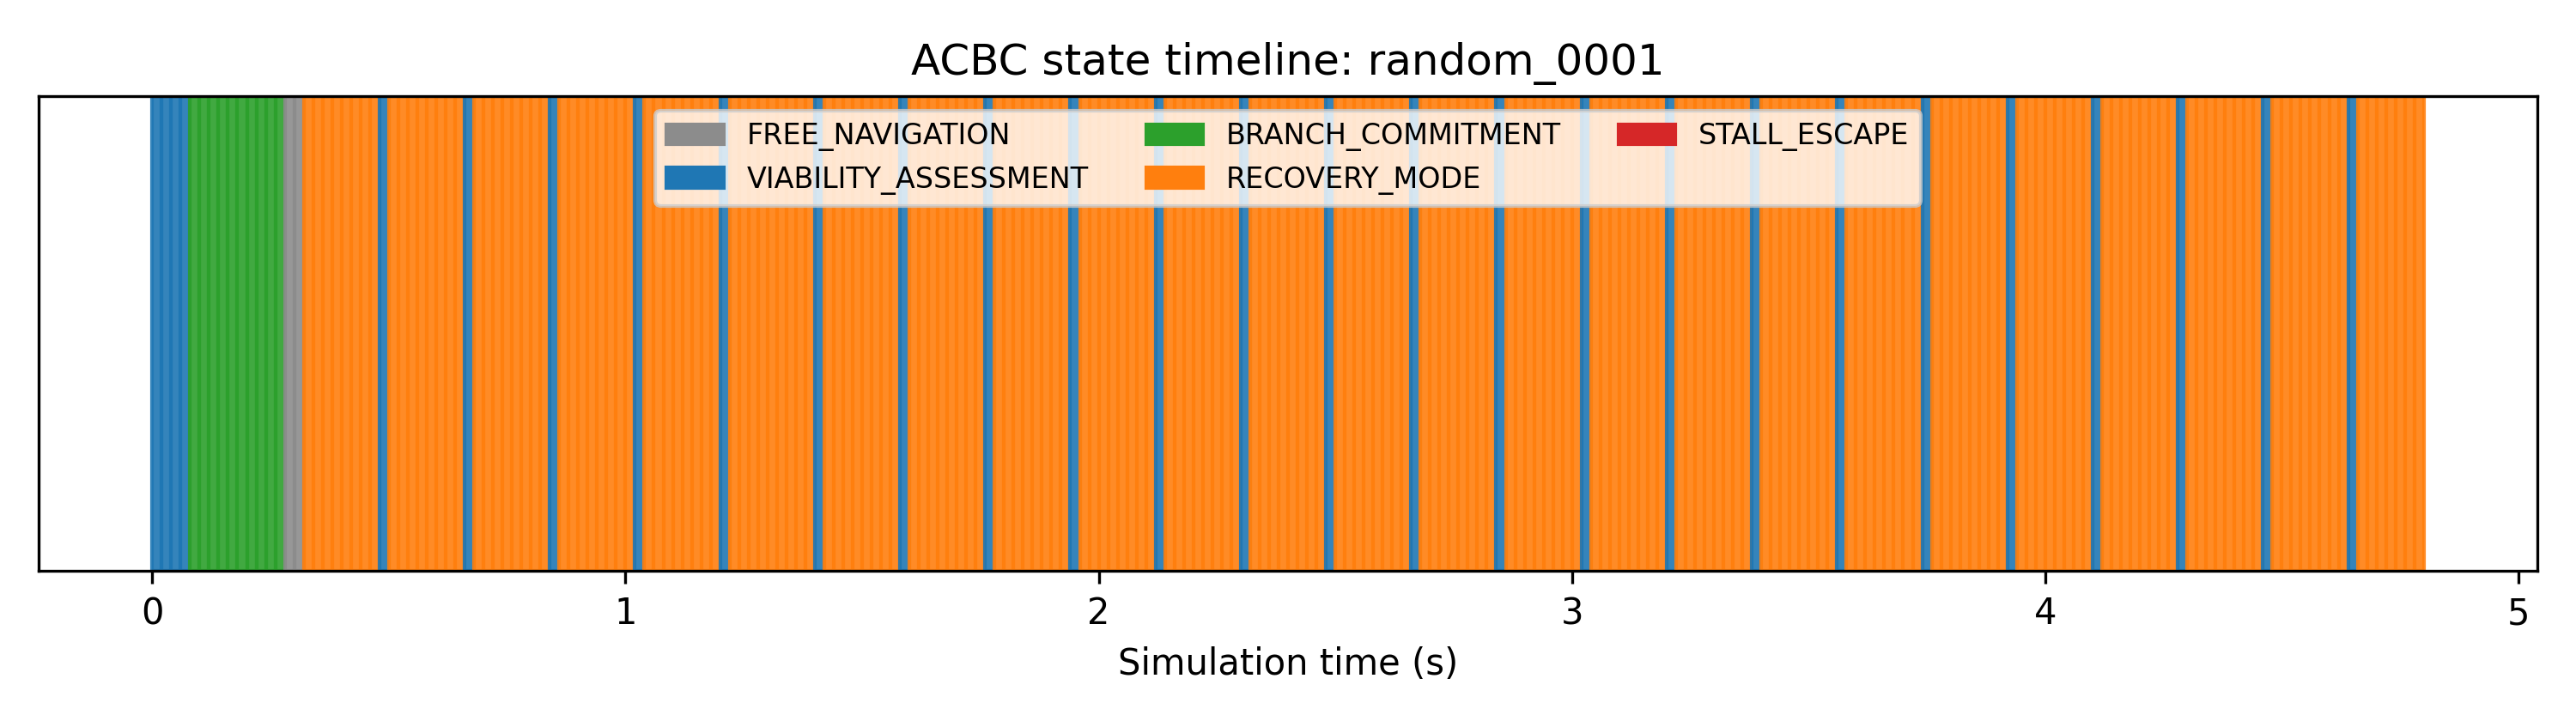 ACBC state timeline: random_0001
FREE_NAVIGATION BRANCH_COMMITMENT STALL_ESCAPE
VIABILITY_ASSESSMENT RECOVERY_MODE
0 1 2 3 4 5
Simulation time (s)